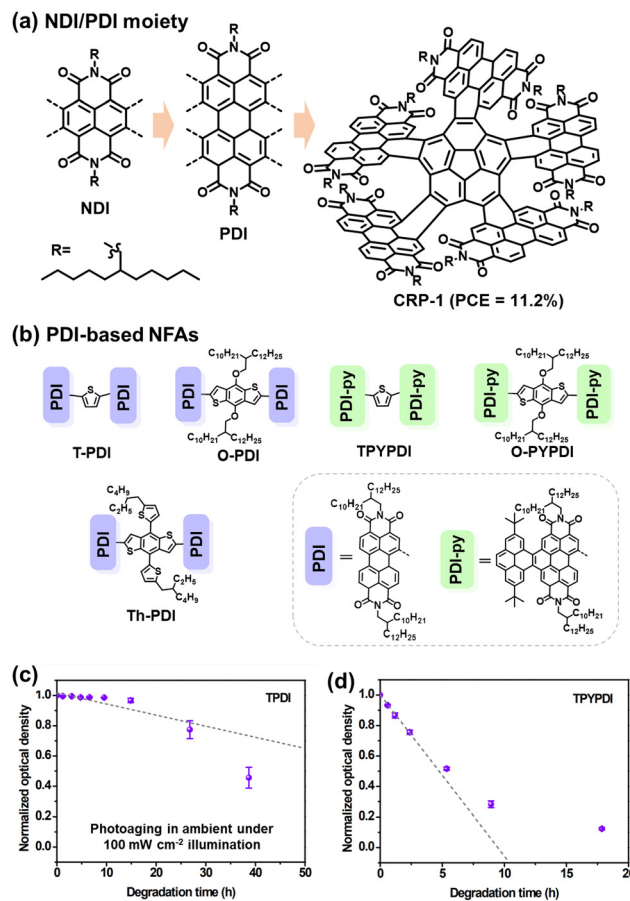 (a) NDI/PDI moiety
R
O N O
O N O
R
NDI
R
O N O
O N O
R
PDI
R=
CRP-1 (PCE = 11.2%)
(b) PDI-based NFAs
PDI S PDI
T-PDI
C10H21 C12H25
O
PDI S S PDI
O
C10H21 C12H25
O-PDI
PDI-py S PDI-py
TPYPDI
C10H21 C12H25
O
PDI-py S S PDI-py
O
C10H21 C12H25
O-PYPDI
C4H9
C2H5
S
PDI S S PDI
S
C2H5
C4H9
Th-PDI
PDI =
C12H25
C10H21
O N O
O N O
C10H21
C12H25
PDI-py =
C12H25
C10H21
O N O
O N O
C10H21
C12H25
(c)
TPDI
Normalized optical density
1.0
0.8
0.6
0.4
0.2
0.0
Photoaging in ambient under
100 mW cm-2 illumination
0 10 20 30 40 50
Degradation time (h)
(d)
TPYPDI
Normalized optical density
1.0
0.8
0.6
0.4
0.2
0.0
0 5 10 15 20
Degradation time (h)